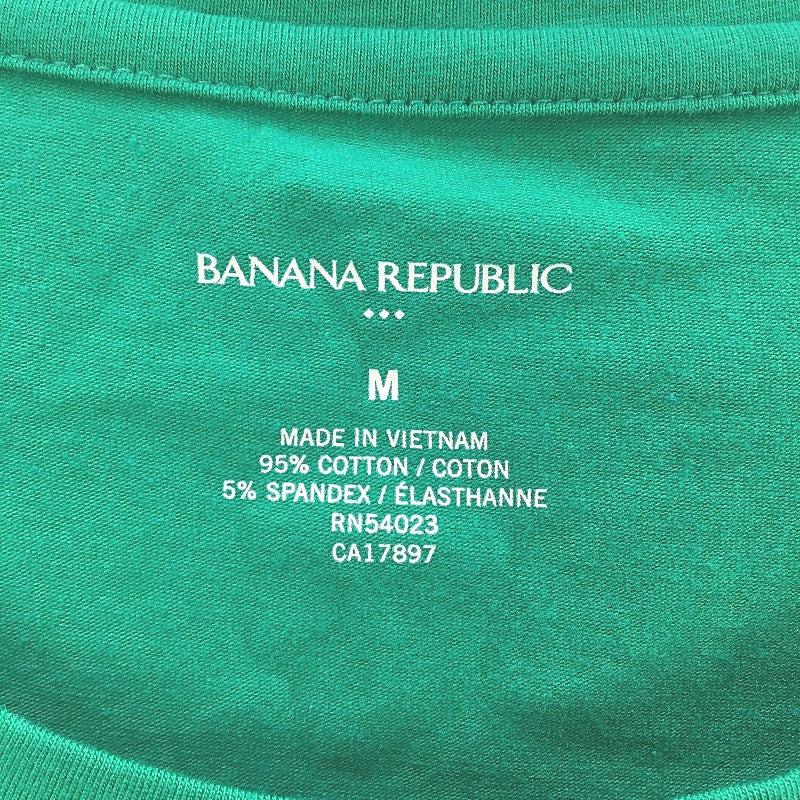 BANANA REPUBLIC
M
MADE IN VIETNAM
95% COTTON / COTON
5% SPANDEX / ÉLASTHANNE
RN54023
CA17897